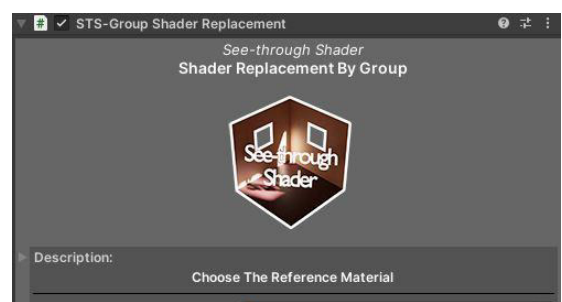 # STS-Group Shader Replacement
See-through Shader
Shader Replacement By Group
See-through
Shader
Description:
Choose The Reference Material